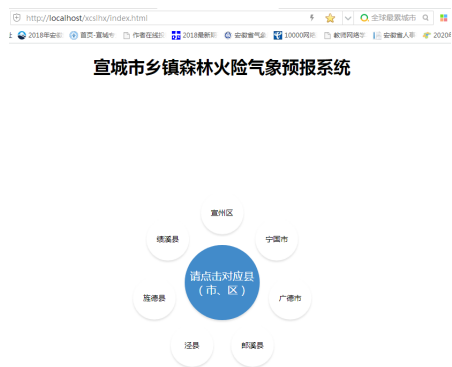 http://localhost/xcslhx/index.html
全球最累城市
2018年安徽
首页-宣城专
作者在线投
2018最新版
安徽省气象
10000网
教师网络学
安徽省人事
2020年
宣城市乡镇森林火险气象预报系统
宣州区
绩溪县
宁国市
请点击对应县
（市、区）
旌德县
广德市
泾县
郎溪县